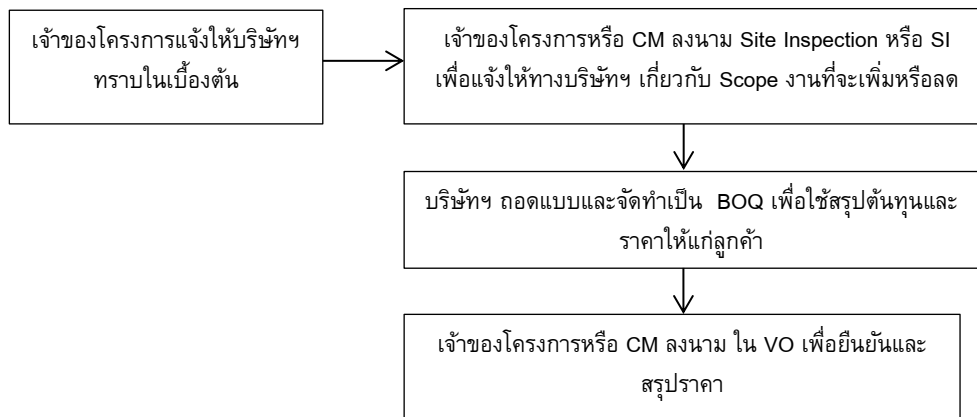 เจ้าของโครงการแจ้งให้บริษัทฯ
ทราบในเบื้องต้น
เจ้าของโครงการหรือ CM ลงนาม Site Inspection หรือ SI
เพื่อแจ้งให้ทางบริษัทฯ เกี่ยวกับ Scope งานที่จะเพิ่มหรือลด
บริษัทฯ ถอดแบบและจัดทำเป็น BOQ เพื่อใช้สรุปต้นทุนและ
ราคาให้แก่ลูกค้า
เจ้าของโครงการหรือ CM ลงนาม ใน VO เพื่อยืนยันและ
สรุปราคา